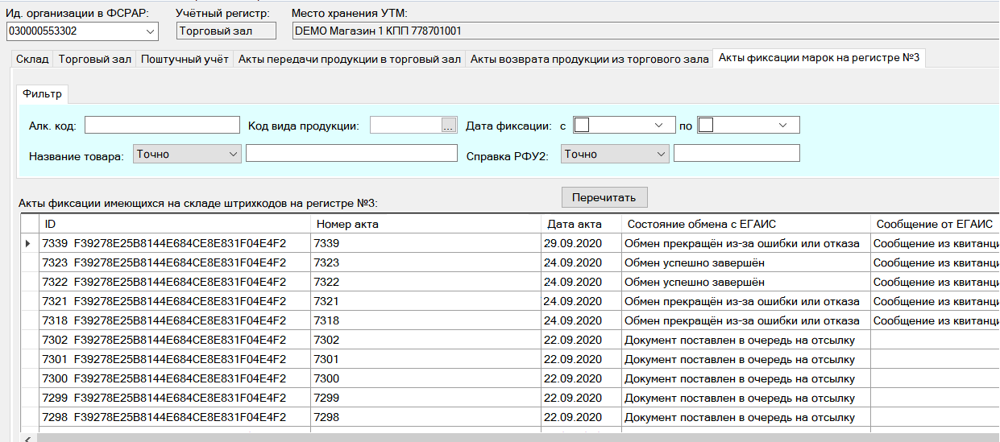 Ид. организации в ФСРАР: Учётный регистр: Место хранения УТМ:
030000553302 Торговый зал DEMO Магазин 1 КПП 778701001
Склад Торговый зал Поштучный учёт Акты передачи продукции в торговый зал Акты возврата продукции из торгового зала Акты фиксации марок на регистре №3
Фильтр
Алк. код: Код вида продукции: ... Дата фиксации: с по
Название товара: Точно Справка РФУ2: Точно
Акты фиксации имеющихся на складе штрихкодов на регистре №3: Перечитать
ID Номер акта Дата акта Состояние обмена с ЕГАИС Сообщение от ЕГАИС
7339 F39278E25B8144E684CE8E831F04E4F2 7339 29.09.2020 Обмен прекращён из-за ошибки или отказа Сообщение из квитанци
7323 F39278E25B8144E684CE8E831F04E4F2 7323 24.09.2020 Обмен успешно завершён Сообщение из квитанци
7322 F39278E25B8144E684CE8E831F04E4F2 7322 24.09.2020 Обмен успешно завершён Сообщение из квитанци
7321 F39278E25B8144E684CE8E831F04E4F2 7321 24.09.2020 Обмен прекращён из-за ошибки или отказа Сообщение из квитанци
7318 F39278E25B8144E684CE8E831F04E4F2 7318 24.09.2020 Обмен прекращён из-за ошибки или отказа Сообщение из квитанци
7302 F39278E25B8144E684CE8E831F04E4F2 7302 22.09.2020 Документ поставлен в очередь на отсылку
7301 F39278E25B8144E684CE8E831F04E4F2 7301 22.09.2020 Документ поставлен в очередь на отсылку
7300 F39278E25B8144E684CE8E831F04E4F2 7300 22.09.2020 Документ поставлен в очередь на отсылку
7299 F39278E25B8144E684CE8E831F04E4F2 7299 22.09.2020 Документ поставлен в очередь на отсылку
7298 F39278E25B8144E684CE8E831F04E4F2 7298 22.09.2020 Документ поставлен в очередь на отсылку